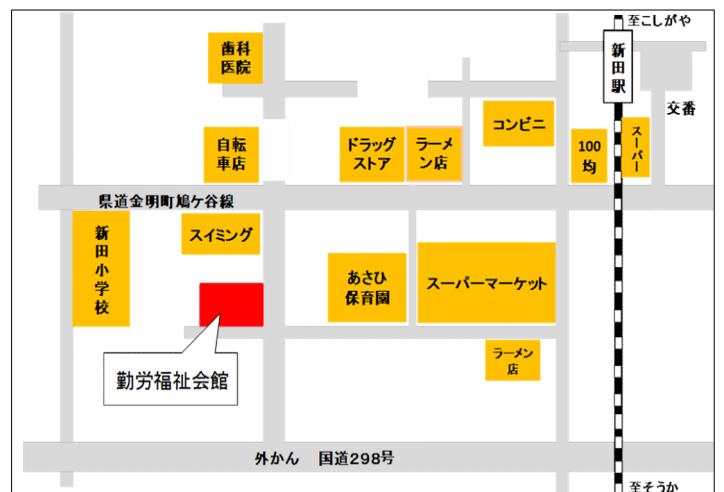 至こしがや
新田駅
歯科
医院
交番
コンビニ
スーパー
自転
車店
ドラッグ
ストア
ラーメ
ン店
100
均
県道金明町鳩ケ谷線
新田小学校
スイミング
あさひ
保育園
スーパーマーケット
ラーメン
店
勤労福祉会館
外かん 国道298号
至そうか